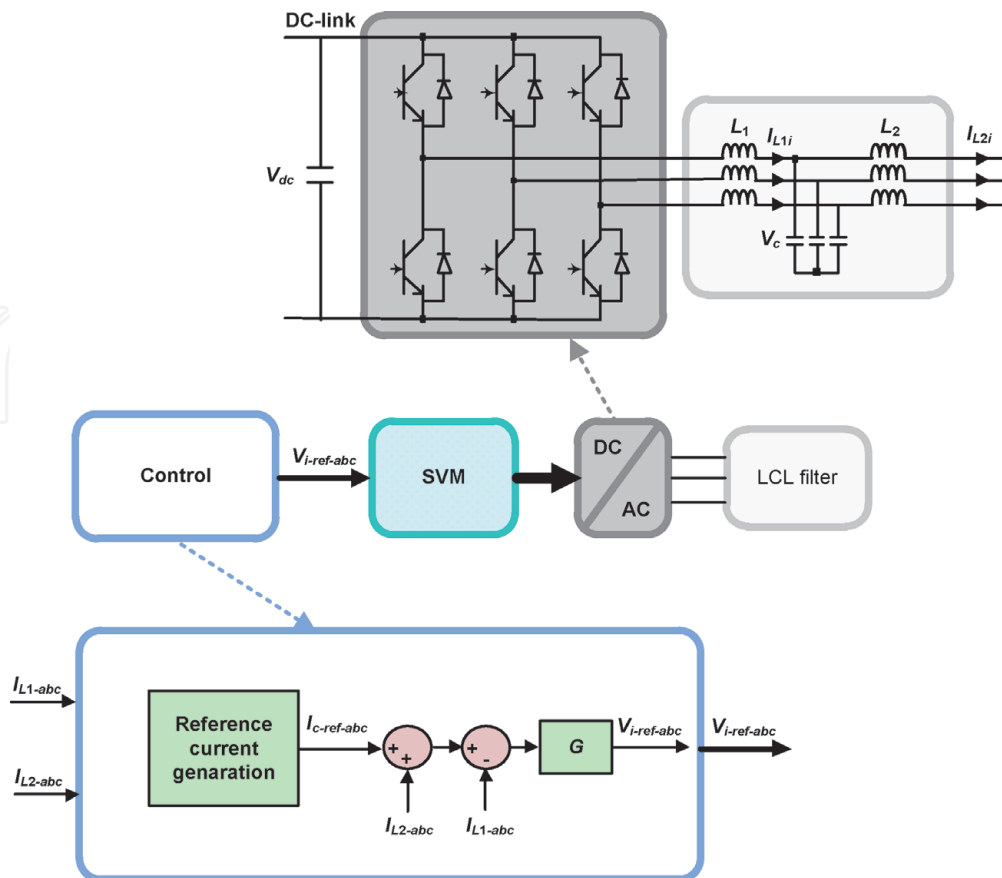 DC-link
V_dc
L_1
I_L1i
L_2
I_L2i
V_c
Control
V_i-ref-abc
SVM
DC
AC
LCL filter
I_L1-abc
I_L2-abc
Reference
current
genaration
I_c-ref-abc
+
+
I_L2-abc
+
-
I_L1-abc
G
V_i-ref-abc
V_i-ref-abc